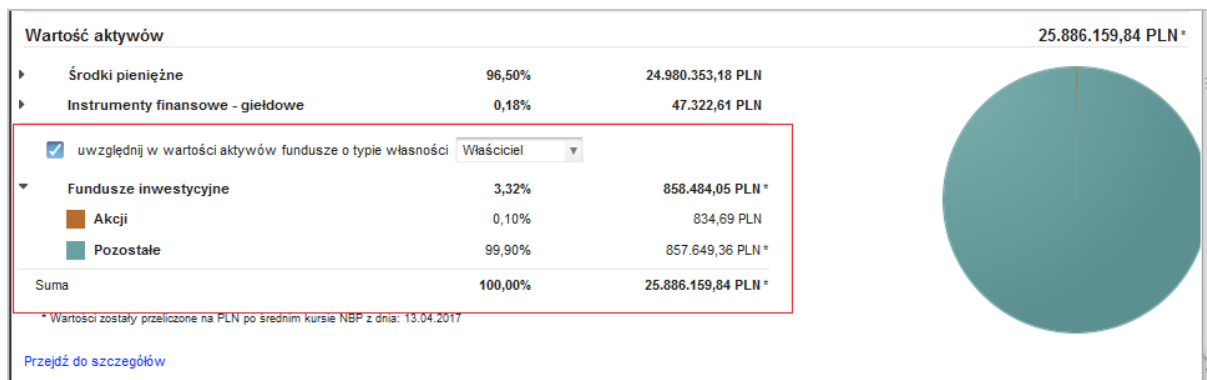 Wartość aktywów 25.886.159,84 PLN*
Środki pieniężne 96,50% 24.980.353,18 PLN
Instrumenty finansowe - giełdowe 0,18% 47.322,61 PLN
uwzględnij w wartości aktywów fundusze o typie własności Właściciel
Fundusze inwestycyjne 3,32% 858.484,05 PLN*
Akcji 0,10% 834,69 PLN
Pozostałe 99,90% 857.649,36 PLN*
Suma 100,00% 25.886.159,84 PLN*
* Wartości zostały przeliczone na PLN po średnim kursie NBP z dnia: 13.04.2017
Przejdź do szczegółów